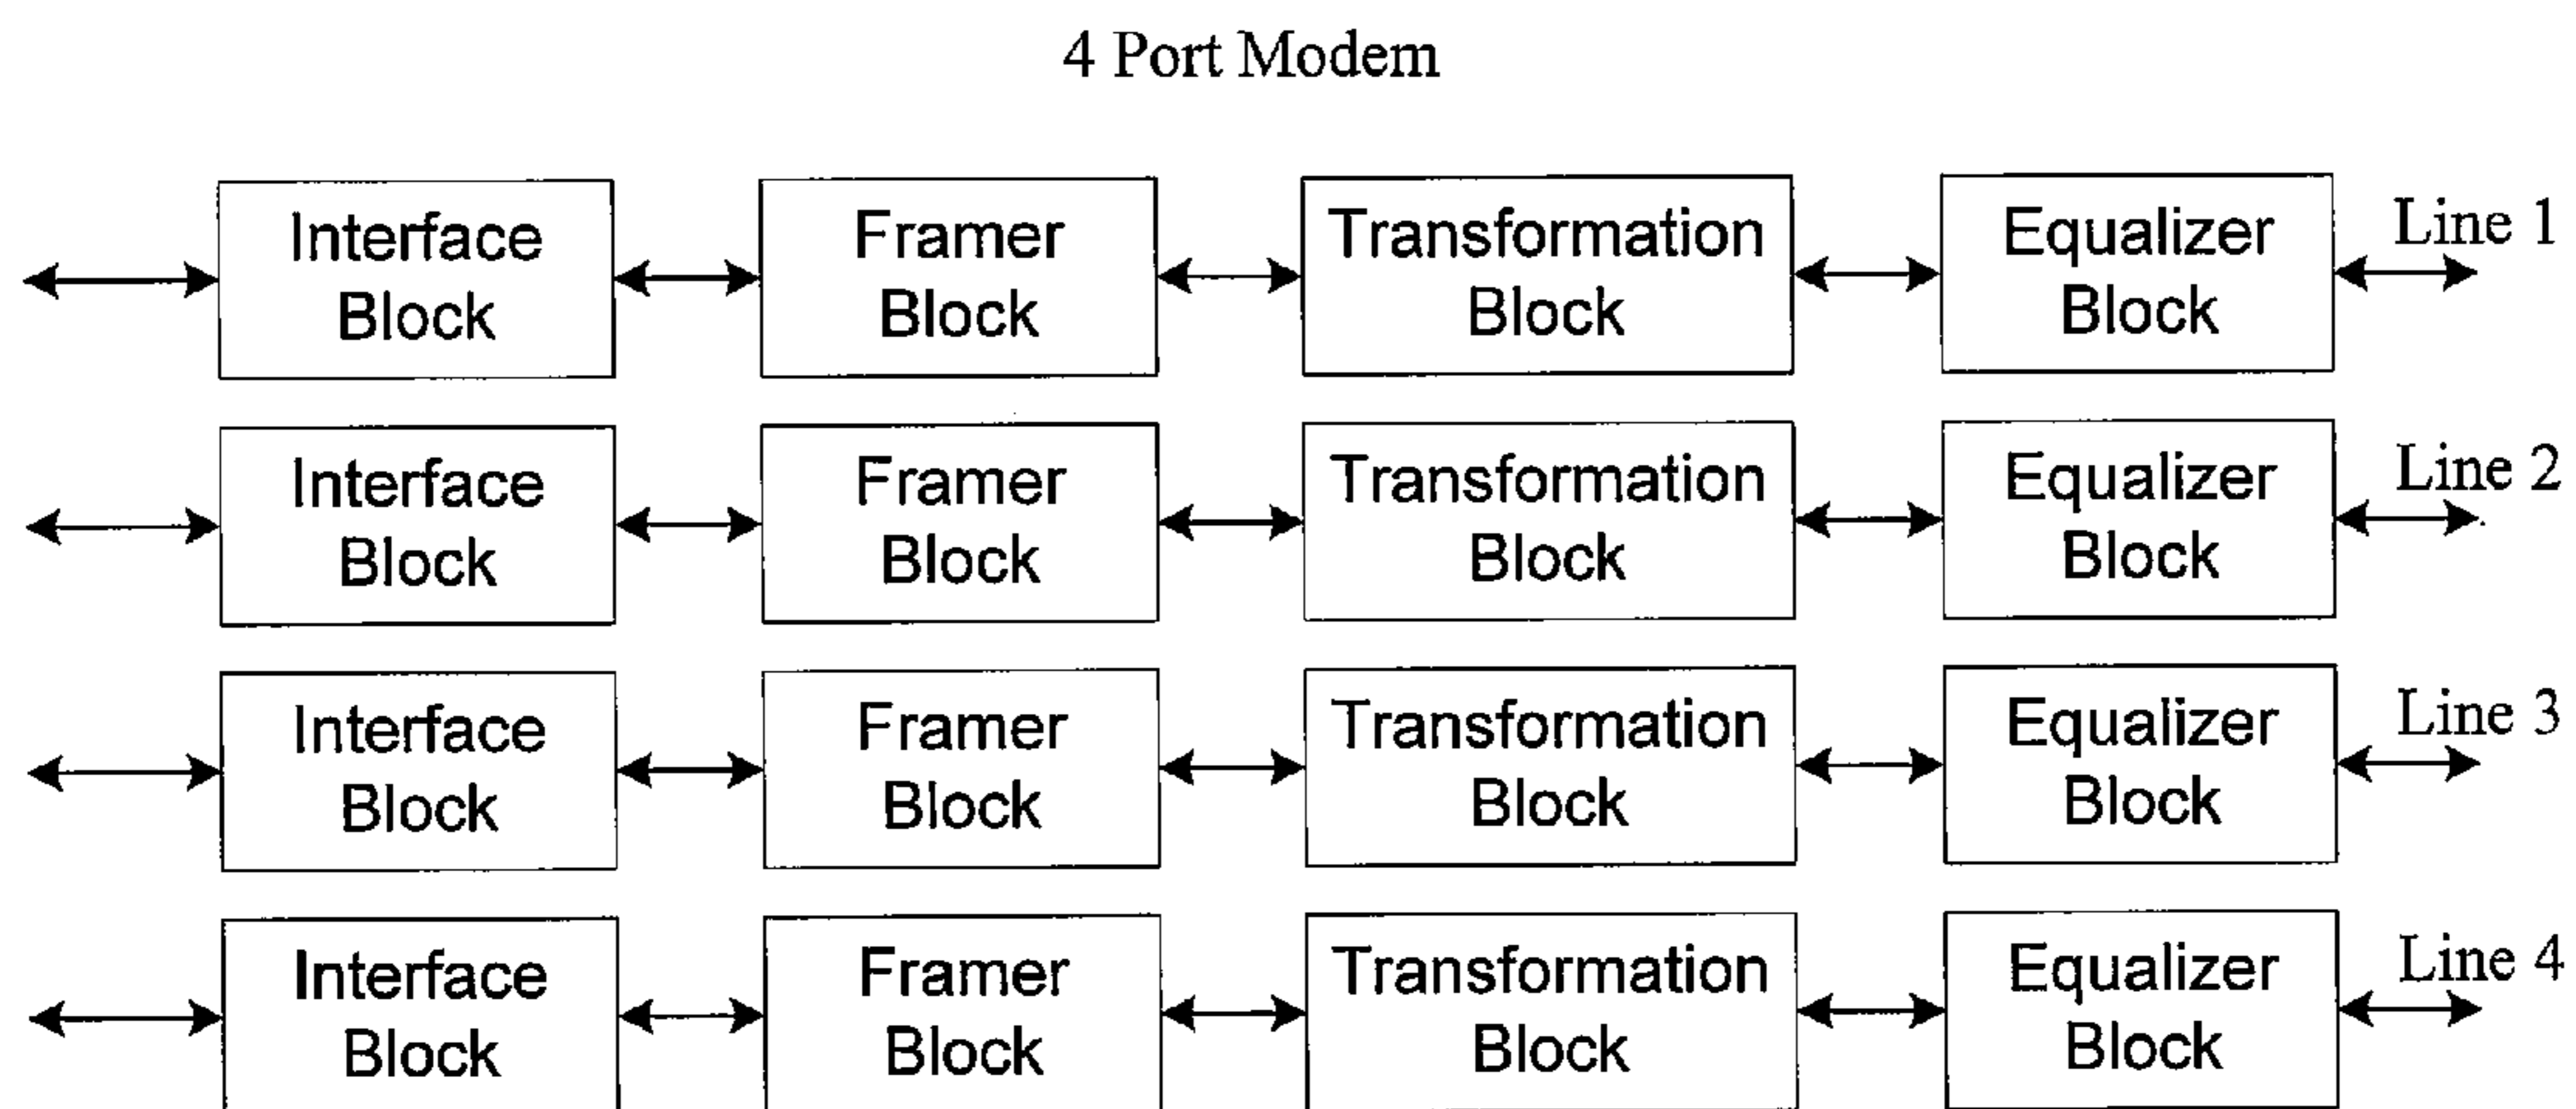 4 Port Modem
Interface
Block
Framer
Block
Transformation
Block
Equalizer
Block
Line 1
Interface
Block
Framer
Block
Transformation
Block
Equalizer
Block
Line 2
Interface
Block
Framer
Block
Transformation
Block
Equalizer
Block
Line 3
Interface
Block
Framer
Block
Transformation
Block
Equalizer
Block
Line 4